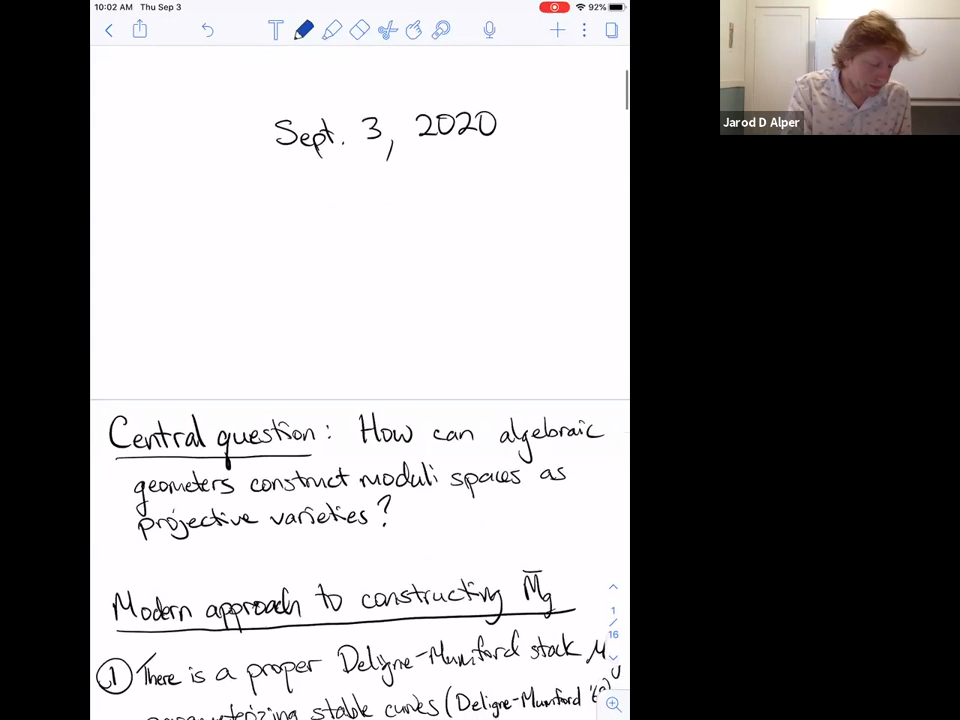 10:02 AM Thu Sep 3
92%
T
Jarod D Alper
Sept. 3, 2020
Central question: How can algebraic
geometers construct moduli spaces as
projective varieties?
Modern approach to constructing M̄g
1
/
16
① There is a proper Deligne-Mumford stack M
parameterizing stable curves (Deligne-Mumford '69)